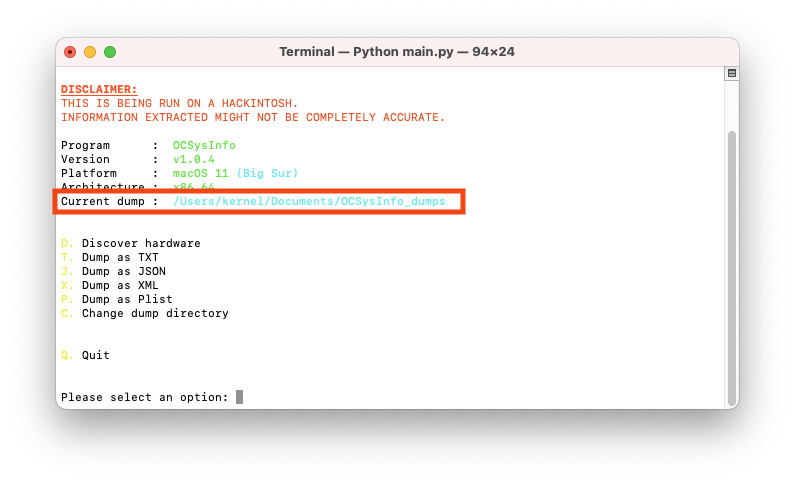 Terminal — Python main.py — 94×24
DISCLAIMER:
THIS IS BEING RUN ON A HACKINTOSH.
INFORMATION EXTRACTED MIGHT NOT BE COMPLETELY ACCURATE.
Program      :  OCSysInfo
Version      :  v1.0.4
Platform     :  macOS 11 (Big Sur)
Architecture :  x86_64
Current dump :  /Users/kernel/Documents/OCSysInfo_dumps
D. Discover hardware
T. Dump as TXT
J. Dump as JSON
X. Dump as XML
P. Dump as Plist
C. Change dump directory
Q. Quit
Please select an option: